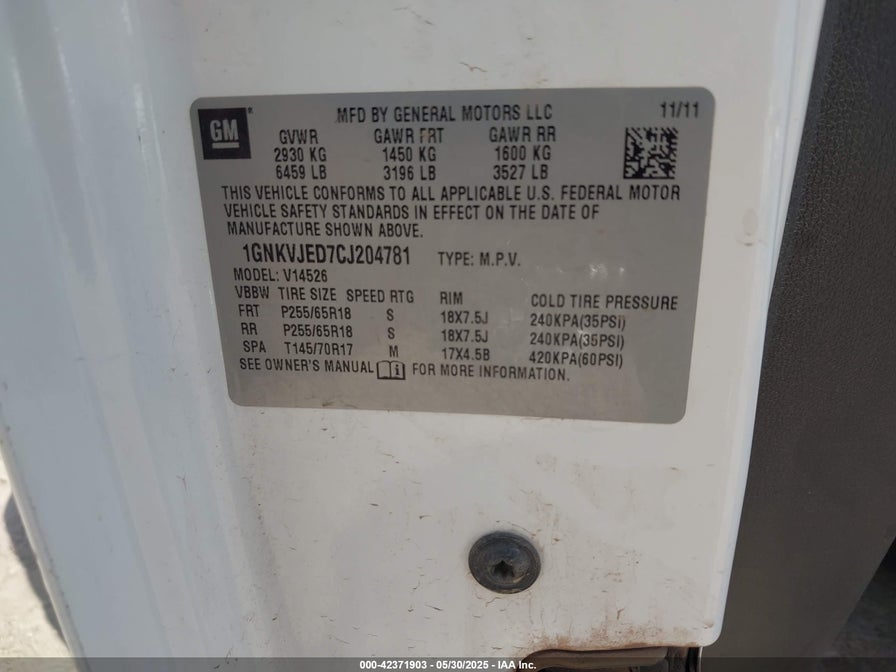 GM
MFD BY GENERAL MOTORS LLC 11/11
GVWR GAWR FRT GAWR RR
2930 KG 1450 KG 1600 KG
6459 LB 3196 LB 3527 LB
THIS VEHICLE CONFORMS TO ALL APPLICABLE U.S. FEDERAL MOTOR
VEHICLE SAFETY STANDARDS IN EFFECT ON THE DATE OF
MANUFACTURE SHOWN ABOVE.
1GNKVJED7CJ204781 TYPE: M.P.V.
MODEL: V14526
VBBW TIRE SIZE SPEED RTG RIM COLD TIRE PRESSURE
FRT P255/65R18 S 18X7.5J 240KPA(35PSI)
RR P255/65R18 S 18X7.5J 240KPA(35PSI)
SPA T145/70R17 M 17X4.5B 420KPA(60PSI)
SEE OWNER'S MANUAL FOR MORE INFORMATION.
000-42371903 - 05/30/2025 - IAA Inc.